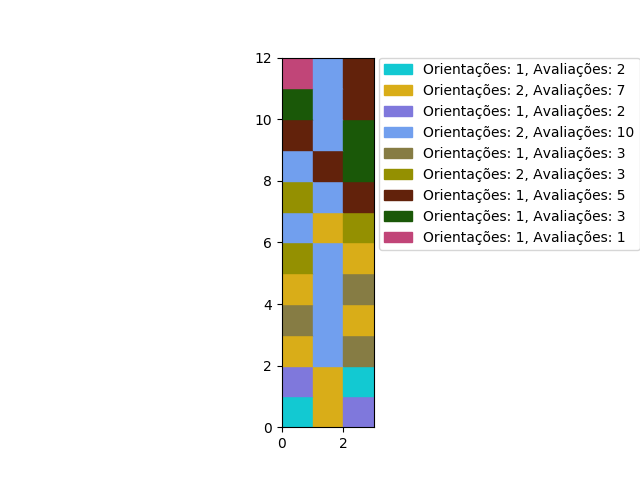 12
10
8
6
4
2
0
0
2
Orientações: 1, Avaliações: 2
Orientações: 2, Avaliações: 7
Orientações: 1, Avaliações: 2
Orientações: 2, Avaliações: 10
Orientações: 1, Avaliações: 3
Orientações: 2, Avaliações: 3
Orientações: 1, Avaliações: 5
Orientações: 1, Avaliações: 3
Orientações: 1, Avaliações: 1